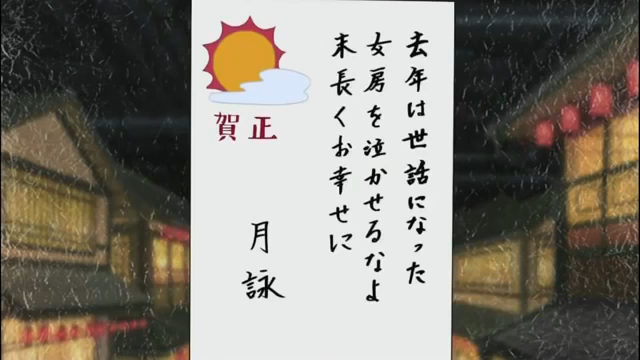 去年は世話になった
女房を泣かせるなよ
末長くお幸せに
賀正
月詠